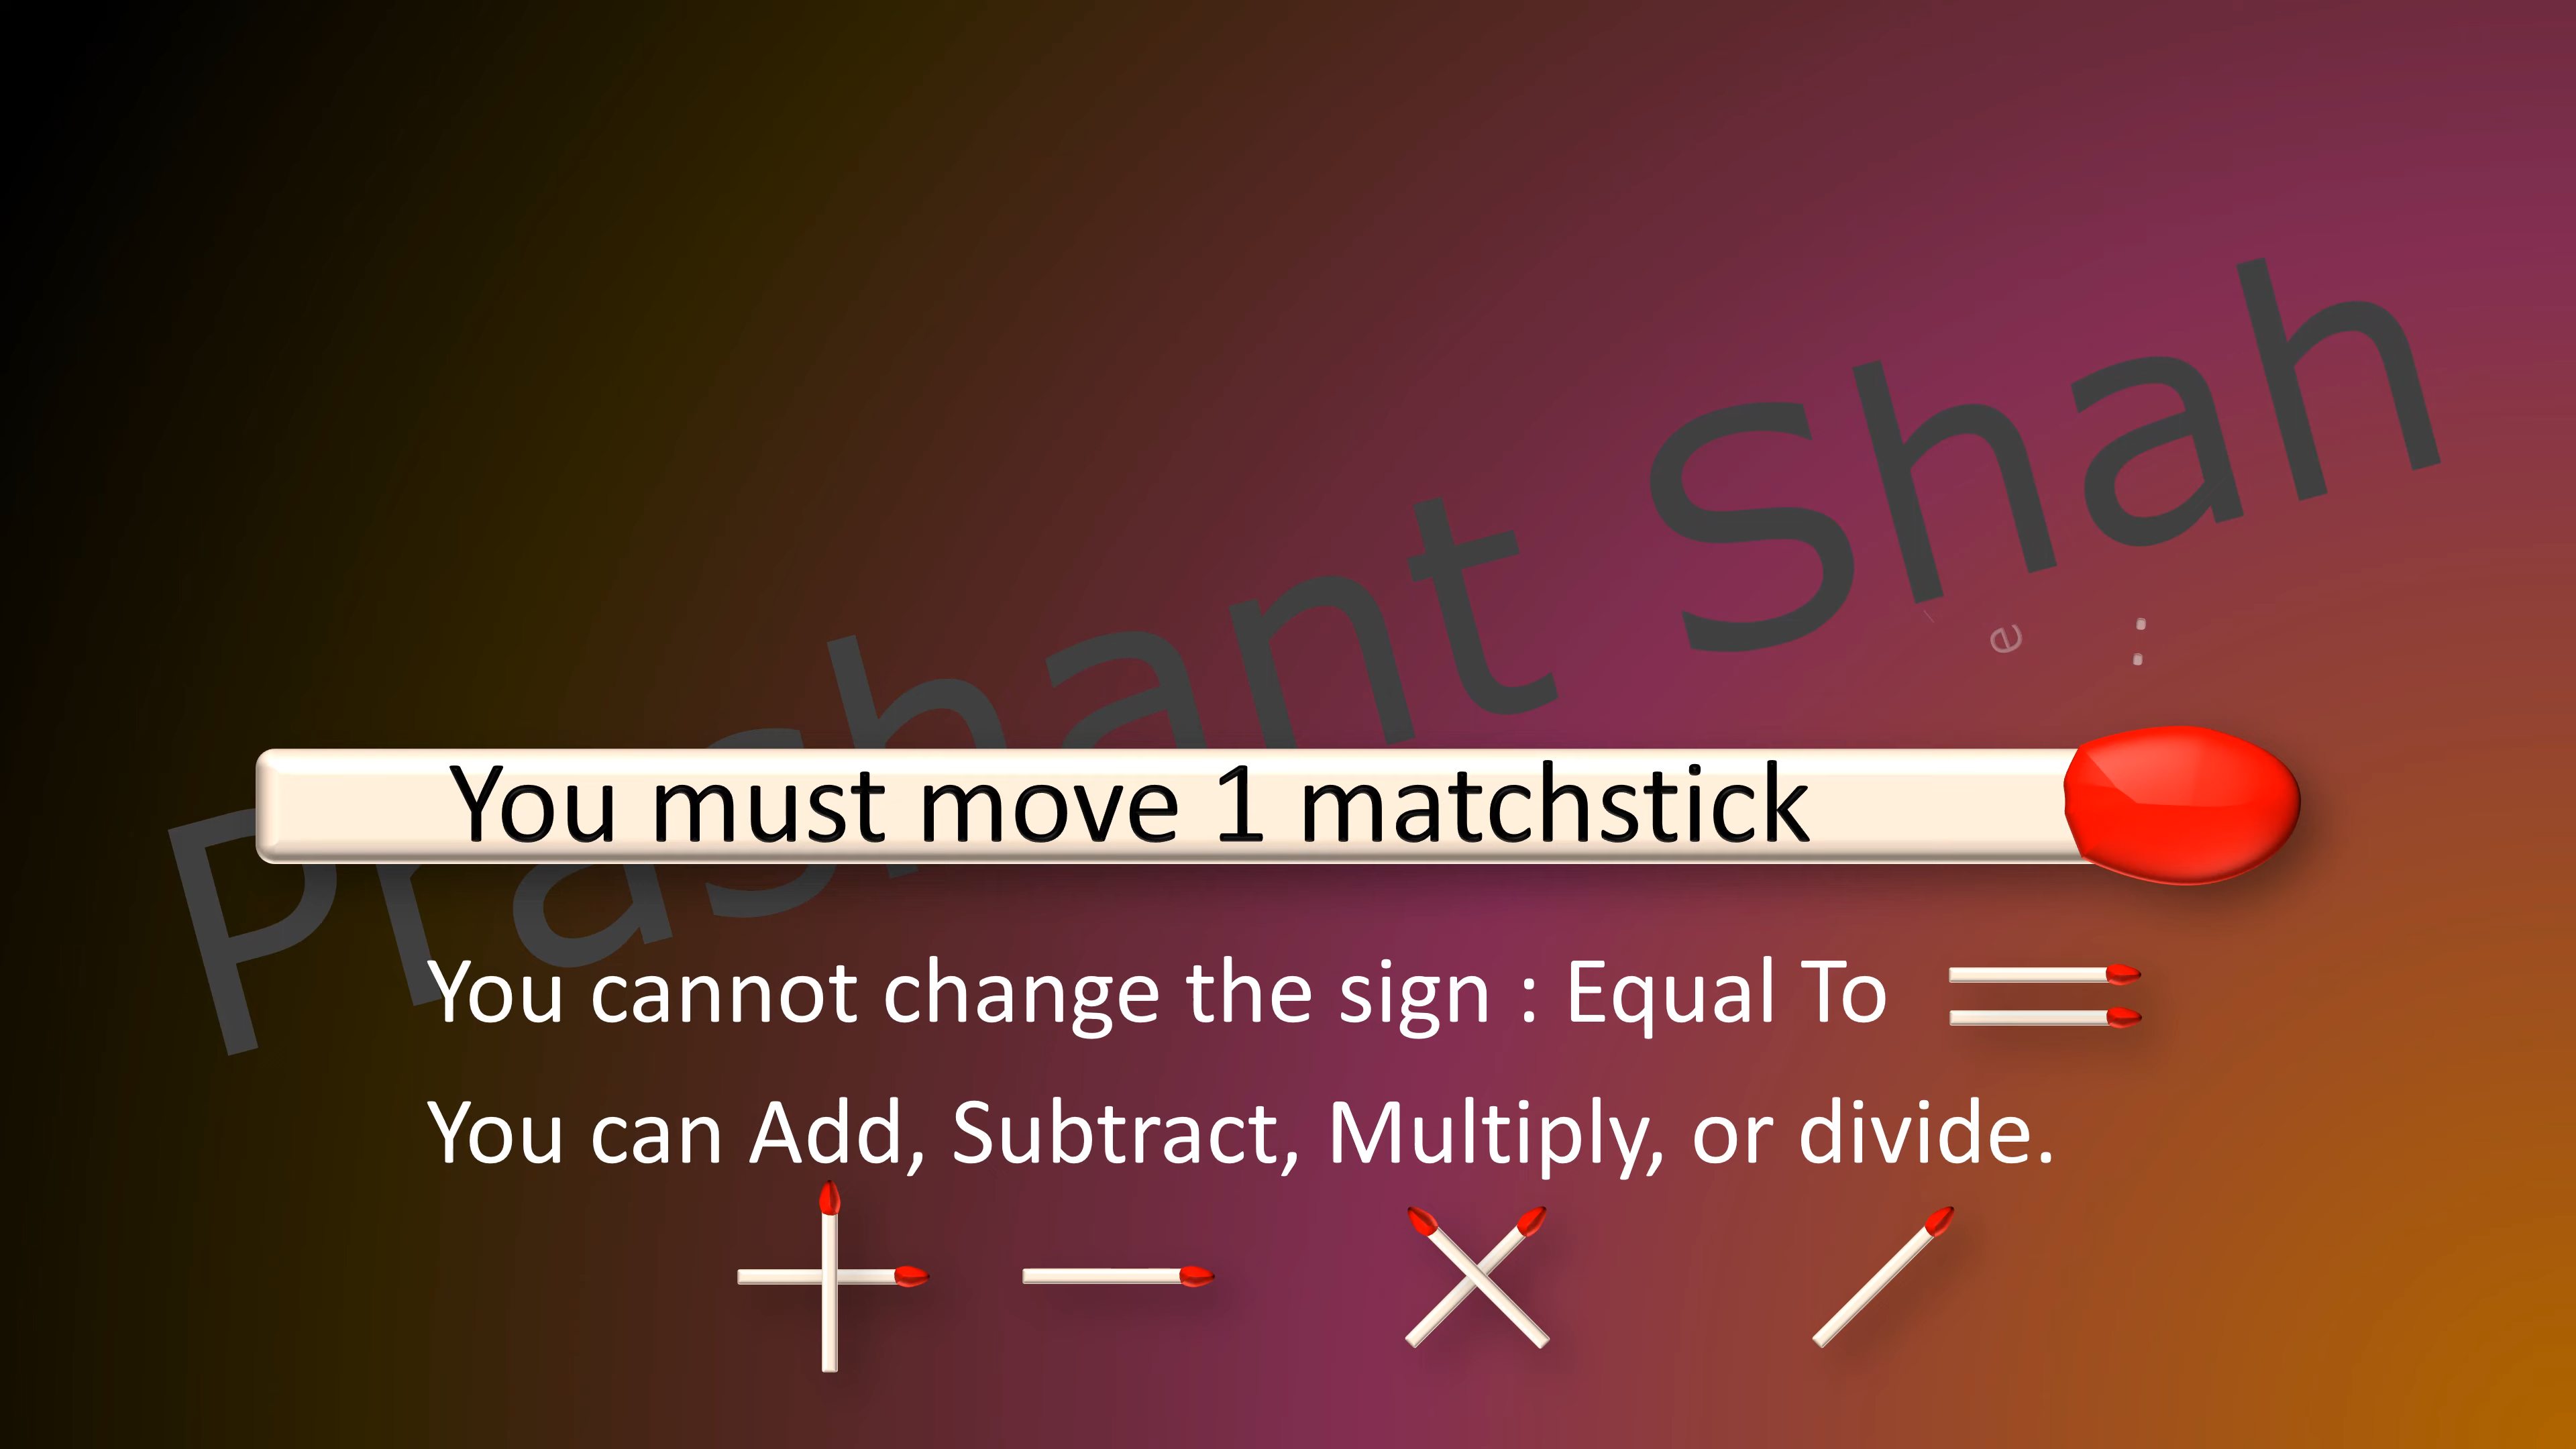 Prashant Shah
e :
You must move 1 matchstick
You cannot change the sign : Equal To
You can Add, Subtract, Multiply, or divide.